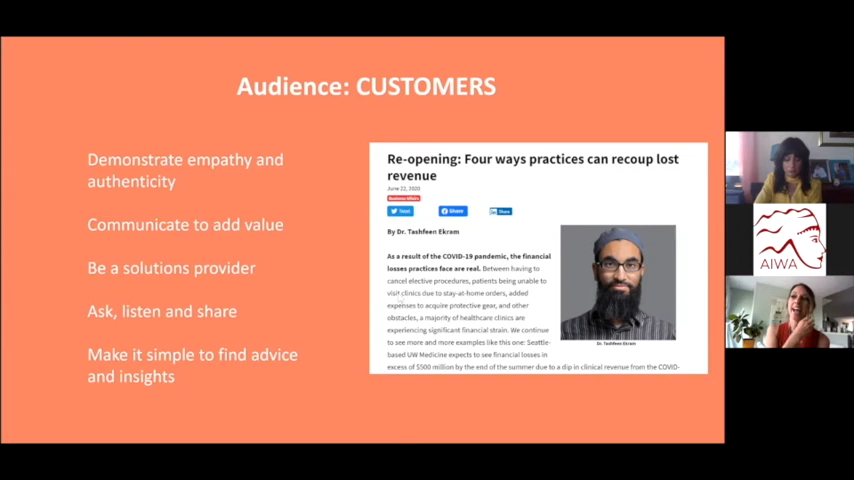 Audience: CUSTOMERS
Demonstrate empathy and
authenticity
Communicate to add value
Be a solutions provider
Ask, listen and share
Make it simple to find advice
and insights
Re-opening: Four ways practices can recoup lost
revenue
June 22, 2020
Business Affairs
Tweet
Share
Share
By Dr. Tashfeen Ekram
As a result of the COVID-19 pandemic, the financial
losses practices face are real. Between having to
cancel elective procedures, patients being unable to
visit clinics due to stay-at-home orders, added
expenses to acquire protective gear, and other
obstacles, a majority of healthcare clinics are
experiencing significant financial strain. We continue
to see more and more examples like this one: Seattle-
based UW Medicine expects to see financial losses in
excess of $500 million by the end of the summer due to a dip in clinical revenue from the COVID-
Dr. Tashfeen Ekram
AIWA